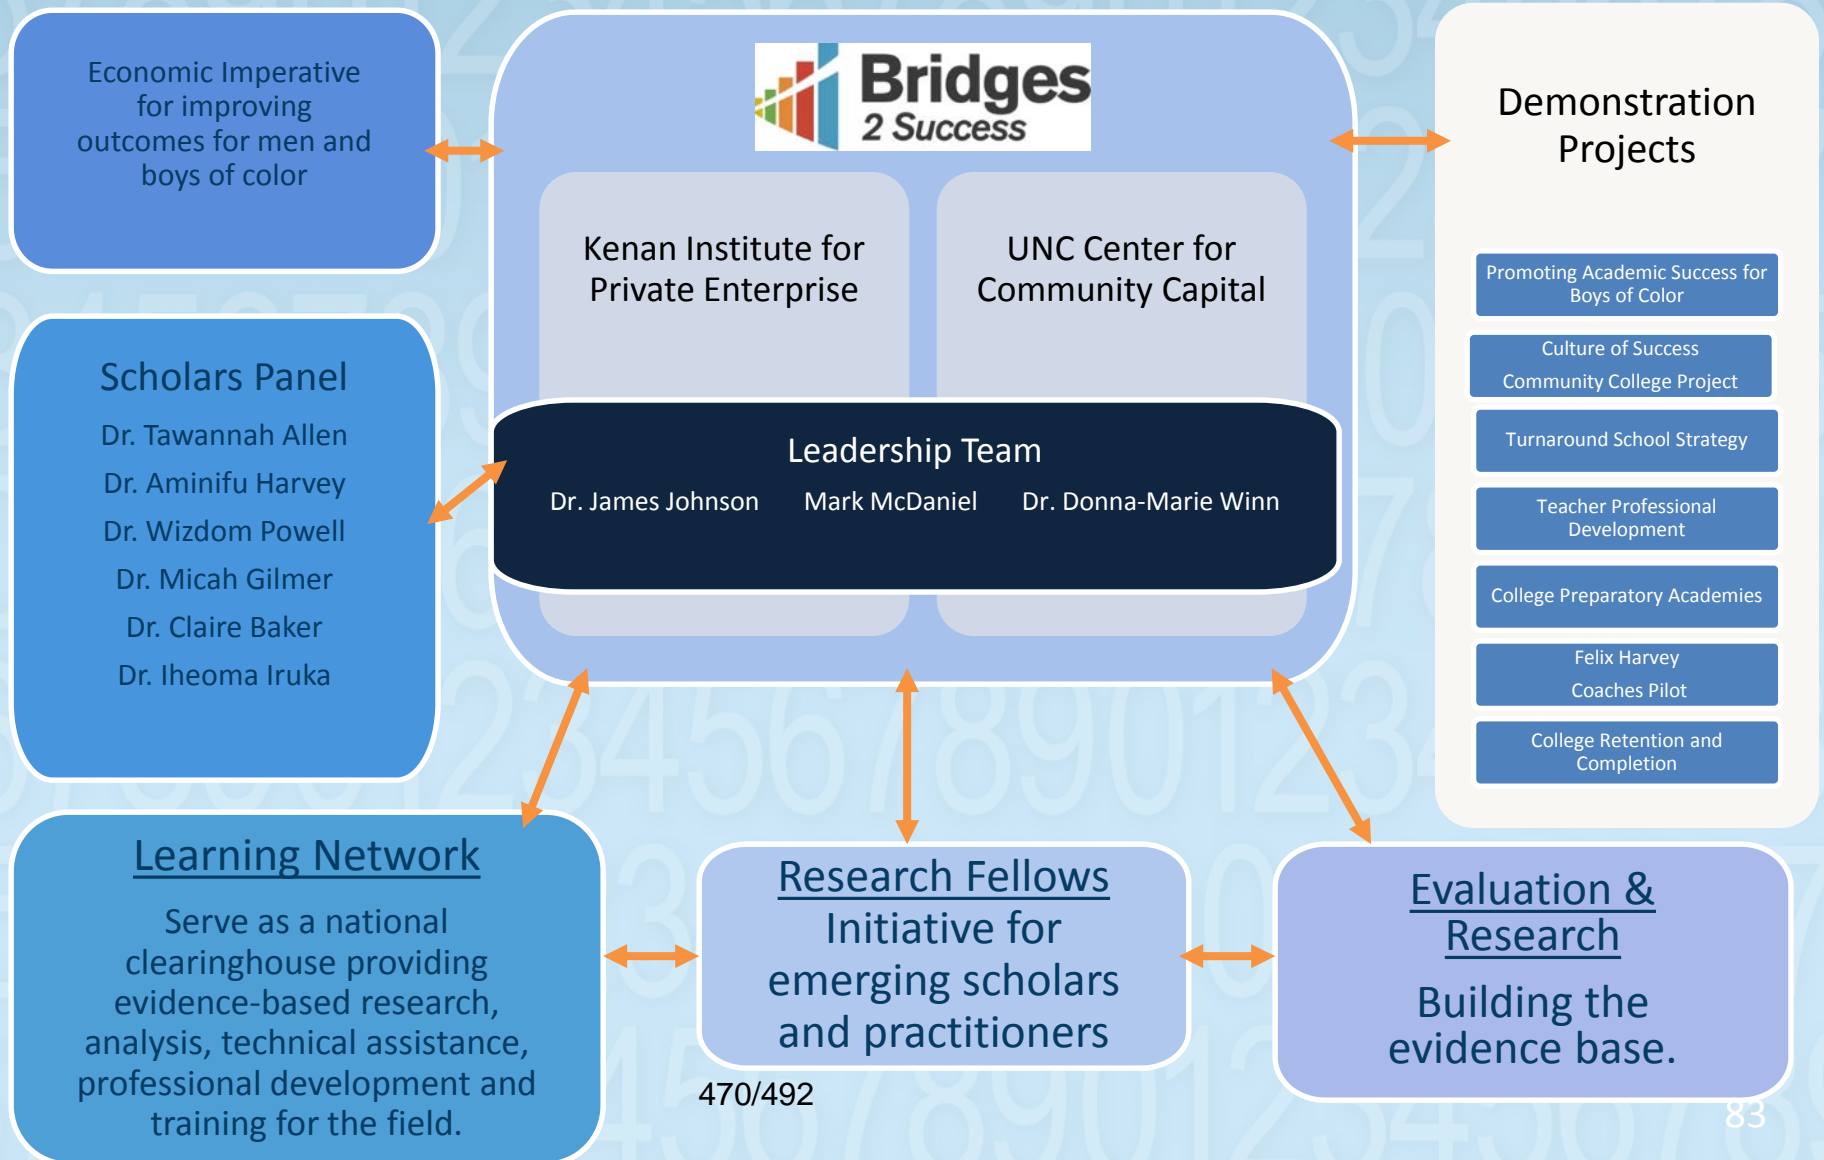 Economic Imperative
for improving
outcomes for men and
boys of color
Scholars Panel
Dr. Tawannah Allen
Dr. Aminifu Harvey
Dr. Wizdom Powell
Dr. Micah Gilmer
Dr. Claire Baker
Dr. Iheoma Iruka
Bridges
2 Success
Kenan Institute for
Private Enterprise
UNC Center for
Community Capital
Leadership Team
Dr. James Johnson Mark McDaniel Dr. Donna-Marie Winn
Demonstration
Projects
Promoting Academic Success for
Boys of Color
Culture of Success
Community College Project
Turnaround School Strategy
Teacher Professional
Development
College Preparatory Academies
Felix Harvey
Coaches Pilot
College Retention and
Completion
Learning Network
Serve as a national
clearinghouse providing
evidence-based research,
analysis, technical assistance,
professional development and
training for the field.
Research Fellows
Initiative for
emerging scholars
and practitioners
Evaluation &
Research
Building the
evidence base.
470/492
83